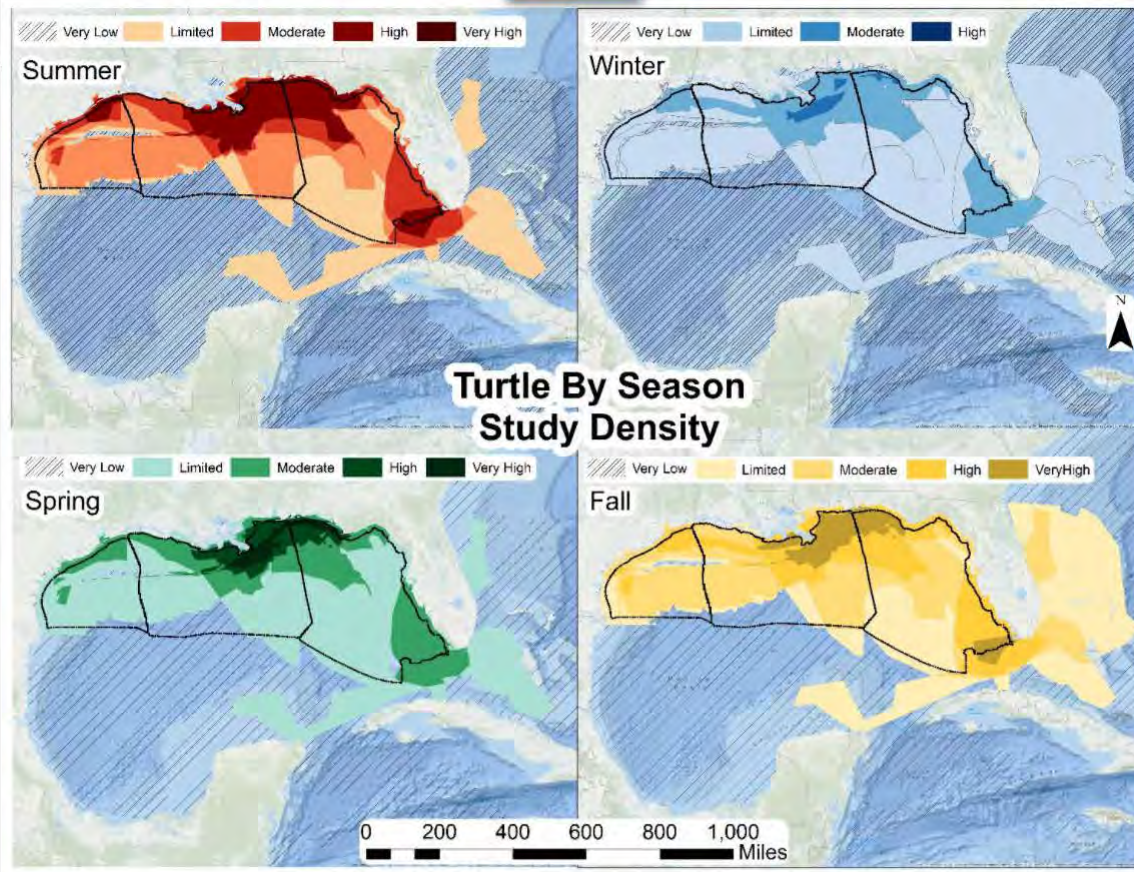 Very Low Limited Moderate High Very High
Summer
Very Low Limited Moderate High
Winter
N
Turtle By Season
Study Density
Very Low Limited Moderate High Very High
Spring
Very Low Limited Moderate High VeryHigh
Fall
0 200 400 600 800 1,000
Miles